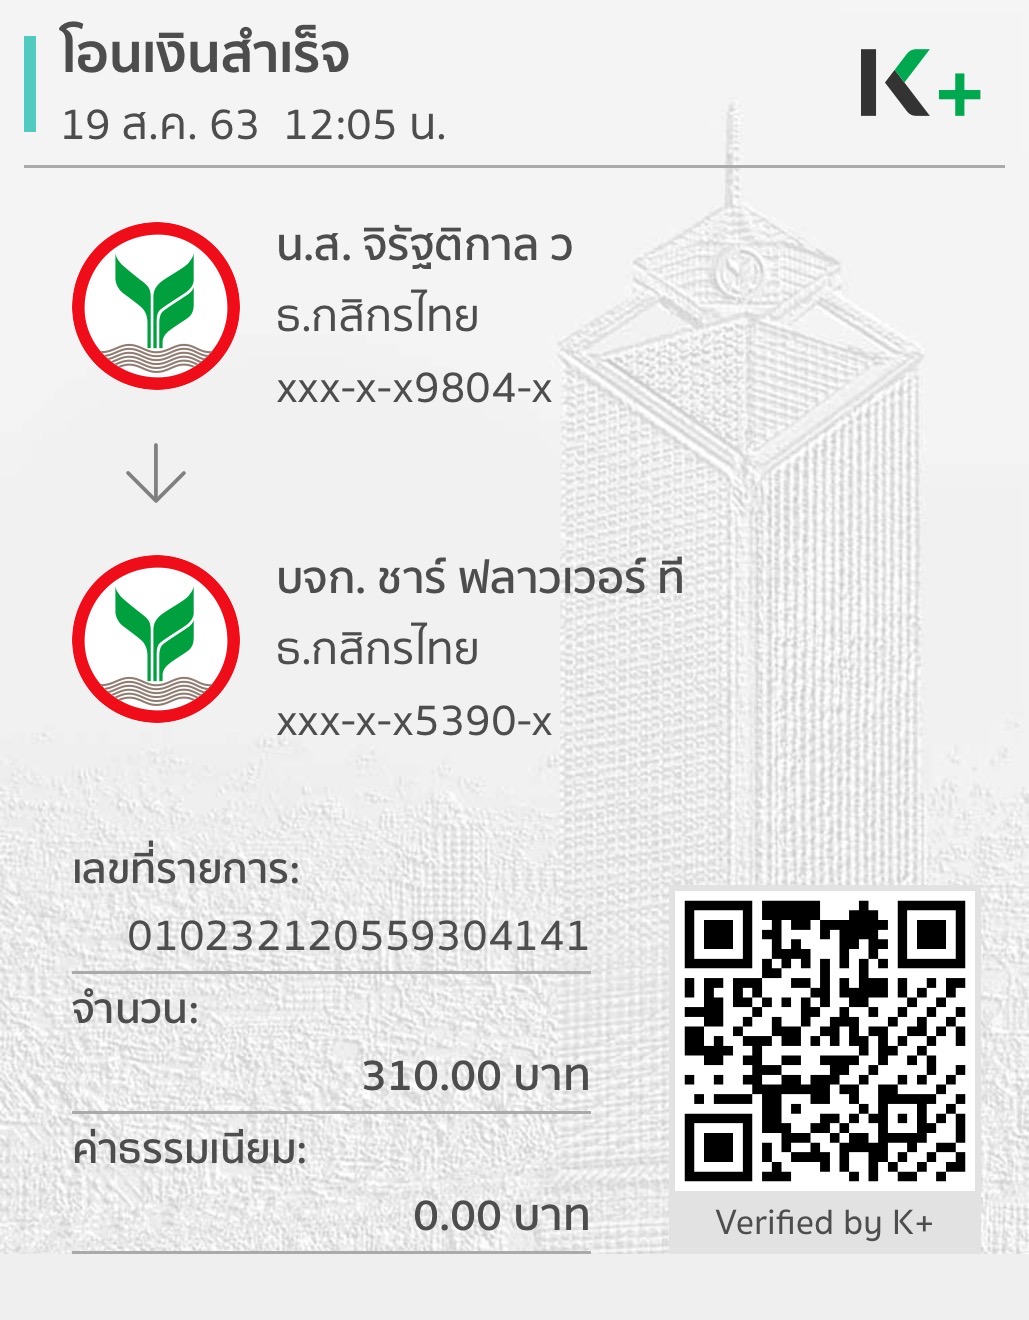 โอนเงินสำเร็จ
19 ส.ค. 63 12:05 น.
K+
น.ส. จิรัฐติกาล ว
ธ.กสิกรไทย
xxx-x-x9804-x
บจก. ชาร์ ฟลาวเวอร์ ที
ธ.กสิกรไทย
xxx-x-x5390-x
เลขที่รายการ:
010232120559304141
จำนวน:
310.00 บาท
ค่าธรรมเนียม:
0.00 บาท
Verified by K+